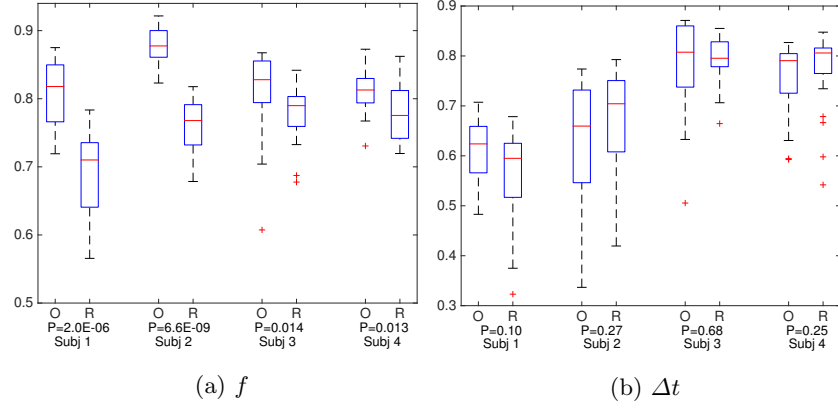 0.9
0.8
0.7
0.6
0.5
O R O R O R O R
P=2.0E-06 P=6.6E-09 P=0.014 P=0.013
Subj 1 Subj 2 Subj 3 Subj 4
(a) f
0.9
0.8
0.7
0.6
0.5
0.4
0.3
O R O R O R O R
P=0.10 P=0.27 P=0.68 P=0.25
Subj 1 Subj 2 Subj 3 Subj 4
(b) Δt